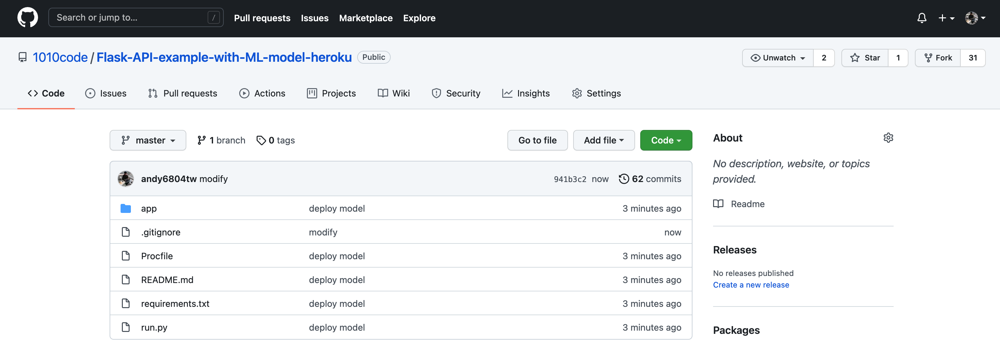 Search or jump to... / Pull requests Issues Marketplace Explore
1010code / Flask-API-example-with-ML-model-heroku Public Unwatch 2 Star 1 Fork 31
Code Issues Pull requests Actions Projects Wiki Security Insights Settings
master 1 branch 0 tags Go to file Add file Code
andy6804tw modify 941b3c2 now 62 commits
app deploy model 3 minutes ago
.gitignore modify now
Procfile deploy model 3 minutes ago
README.md deploy model 3 minutes ago
requirements.txt deploy model 3 minutes ago
run.py deploy model 3 minutes ago
About
No description, website, or topics
provided.
Readme
Releases
No releases published
Create a new release
Packages